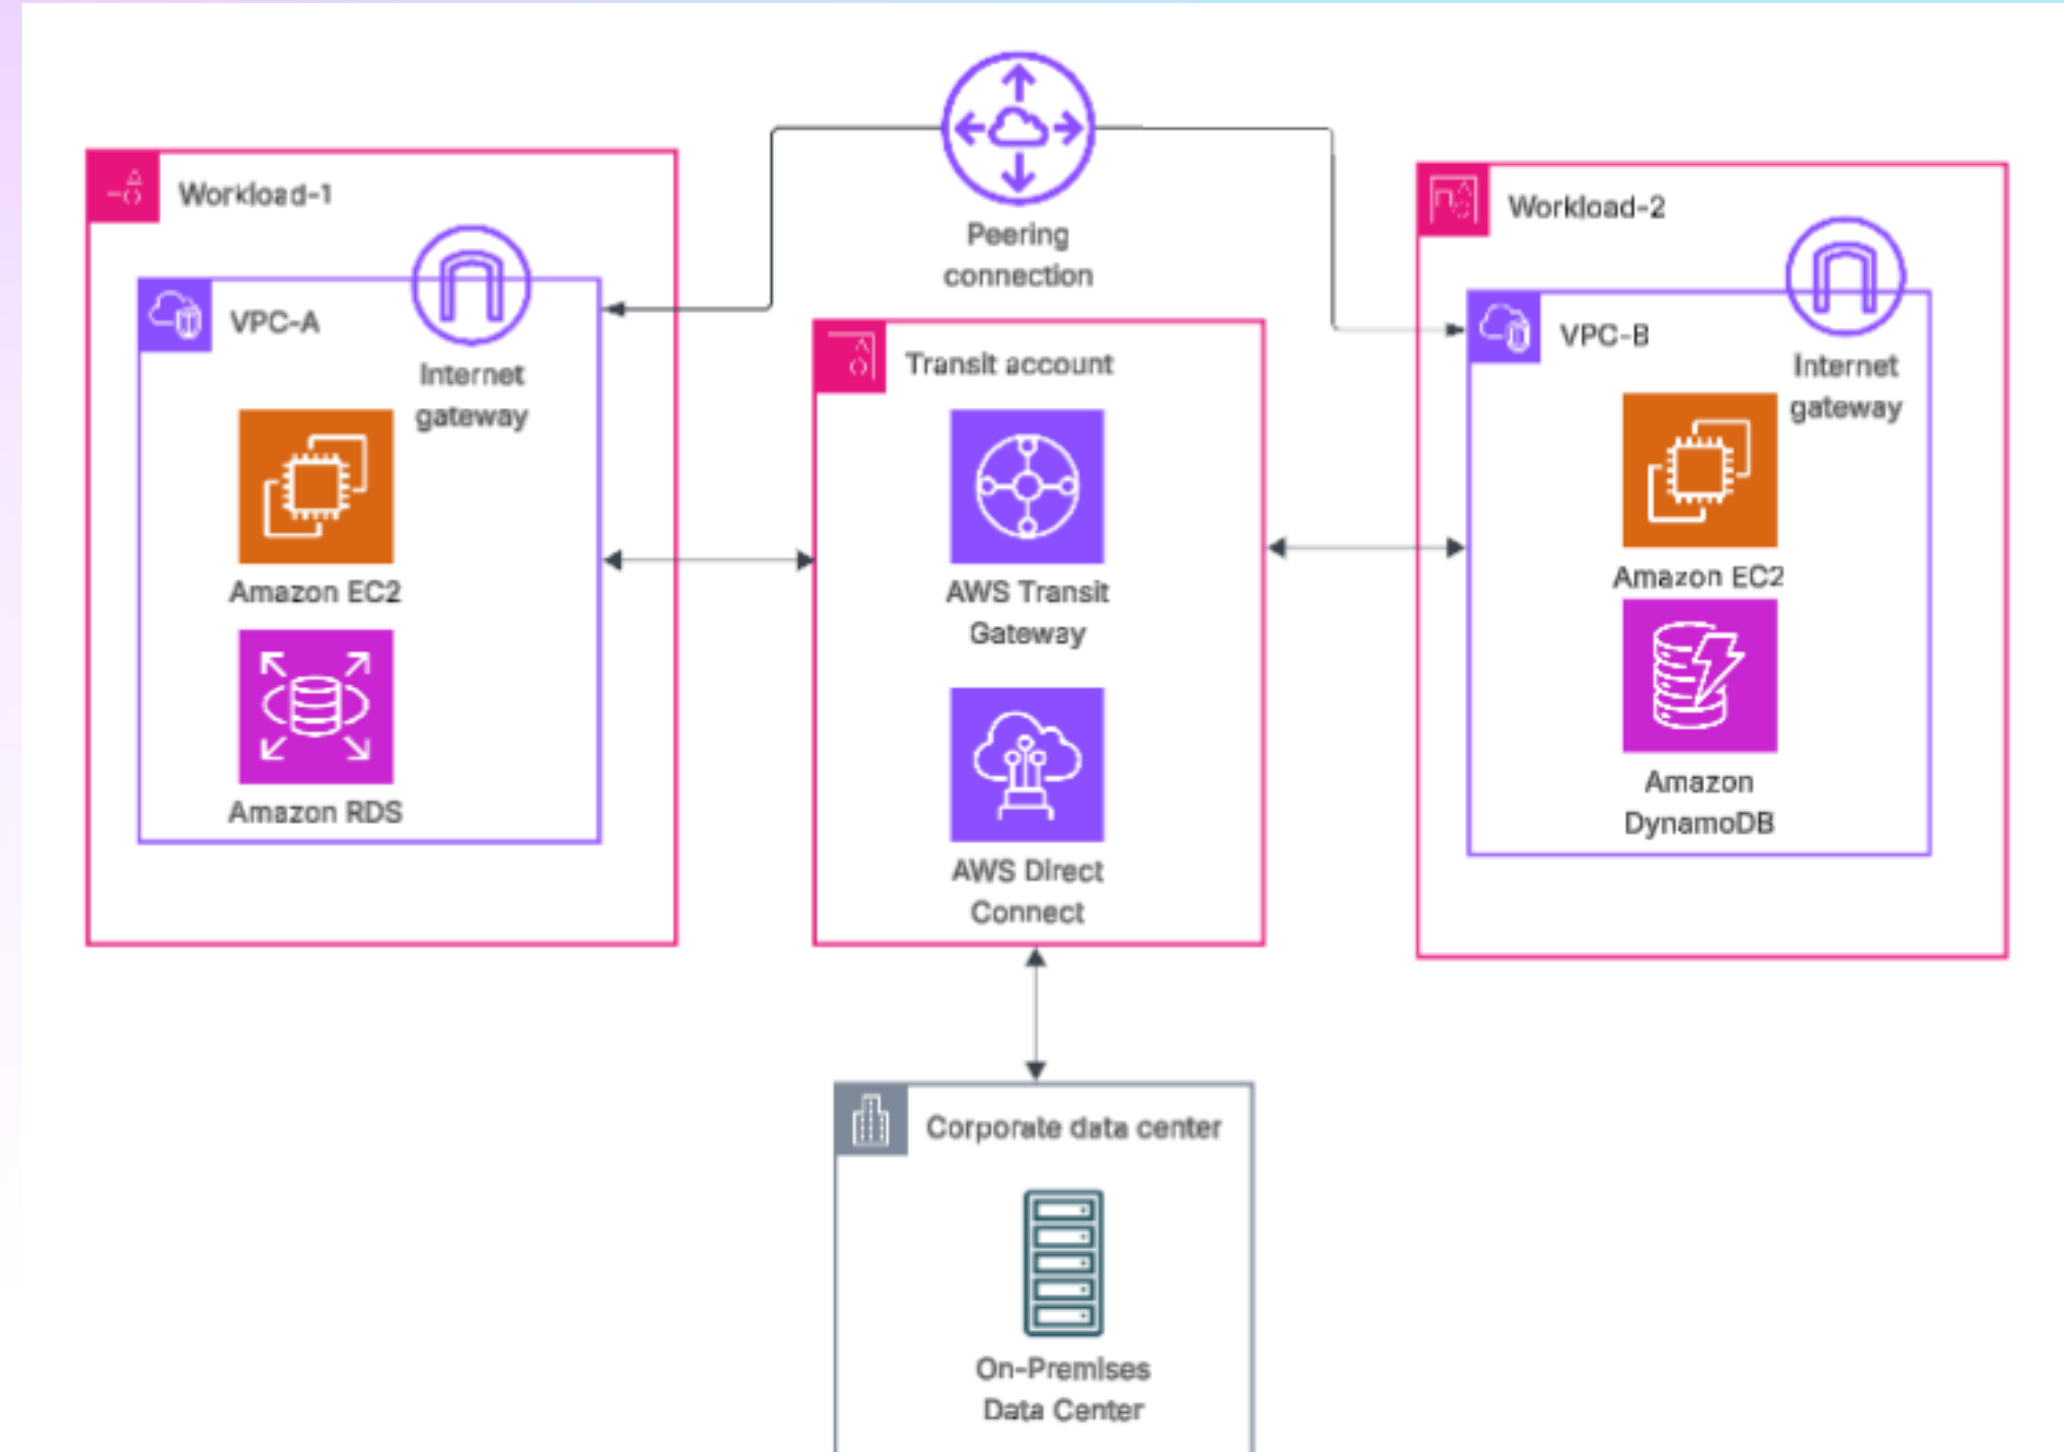 Peering
connection
Workload-1
VPC-A
Internet
gateway
Amazon EC2
Amazon RDS
Transit account
AWS Transit
Gateway
AWS Direct
Connect
Workload-2
VPC-B
Internet
gateway
Amazon EC2
Amazon
DynamoDB
Corporate data center
On-Premises
Data Center